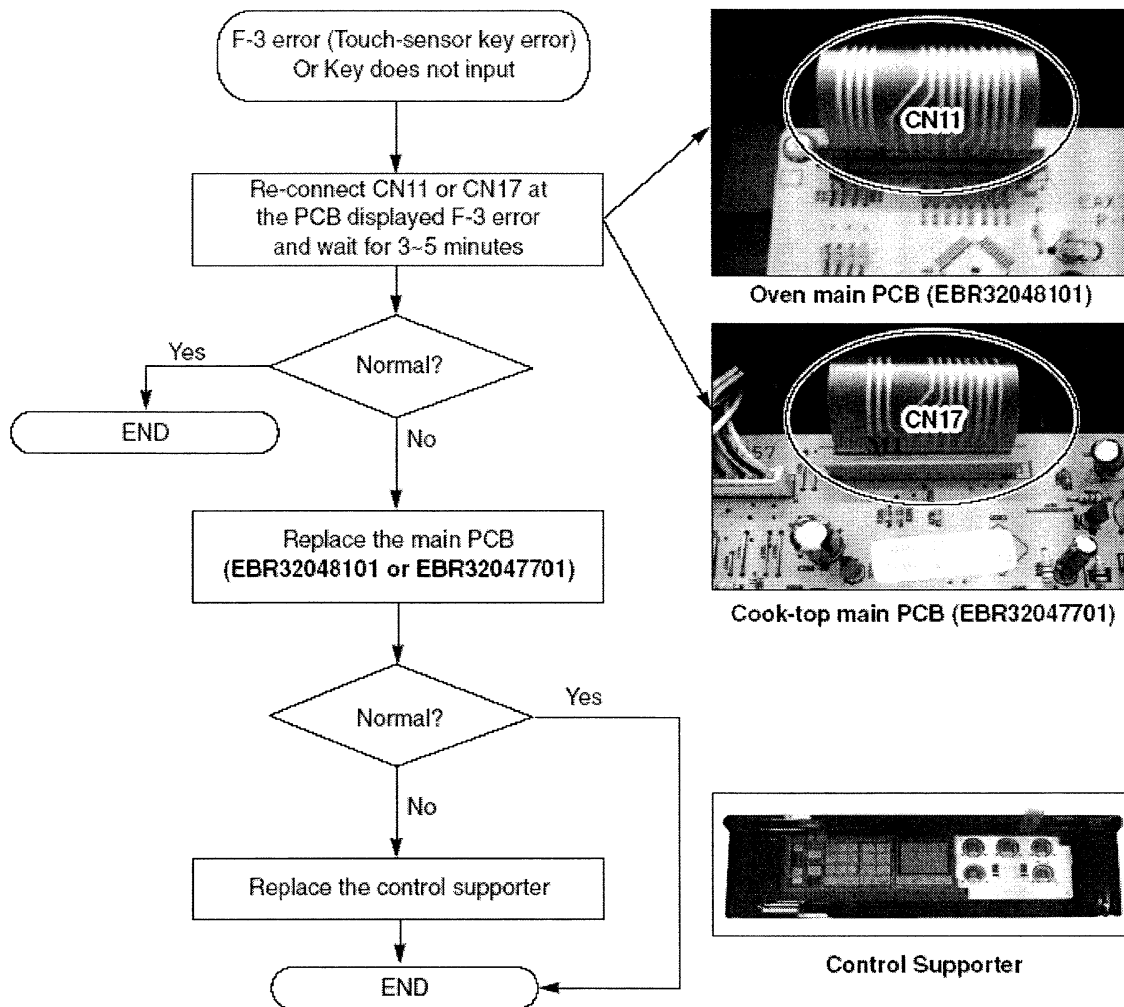 F-3 error (Touch-sensor key error)
Or Key does not input
Re-connect CN11 or CN17 at
the PCB displayed F-3 error
and wait for 3~5 minutes
Normal?
Yes
END
No
Replace the main PCB
(EBR32048101 or EBR32047701)
Normal?
Yes
No
Replace the control supporter
END
CN11
Oven main PCB (EBR32048101)
57
CN17
Cook-top main PCB (EBR32047701)
Control Supporter